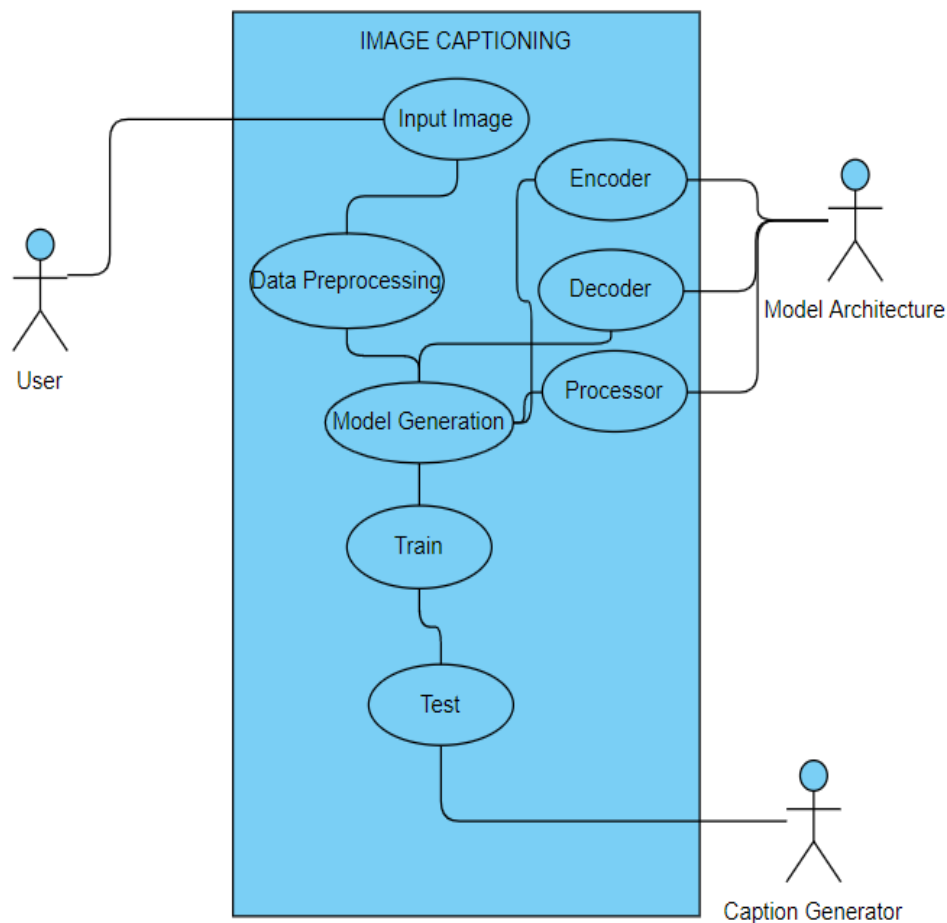 IMAGE CAPTIONING
Input Image
Encoder
Data Preprocessing
Decoder
Model Architecture
User
Processor
Model Generation
Train
Test
Caption Generator